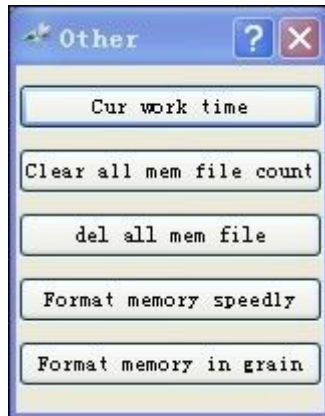 Other
Cur work time
Clear all mem file count
del all mem file
Format memory speedly
Format memory in grain